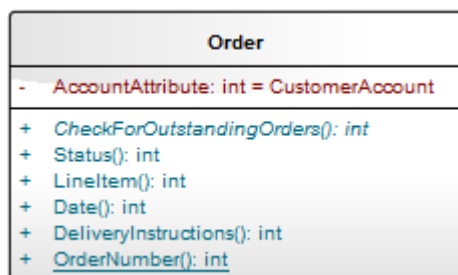 Order
- AccountAttribute: int = CustomerAccount
+ CheckForOutstandingOrders(): int
+ Status(): int
+ LineItem(): int
+ Date(): int
+ DeliveryInstructions(): int
+ OrderNumber(): int